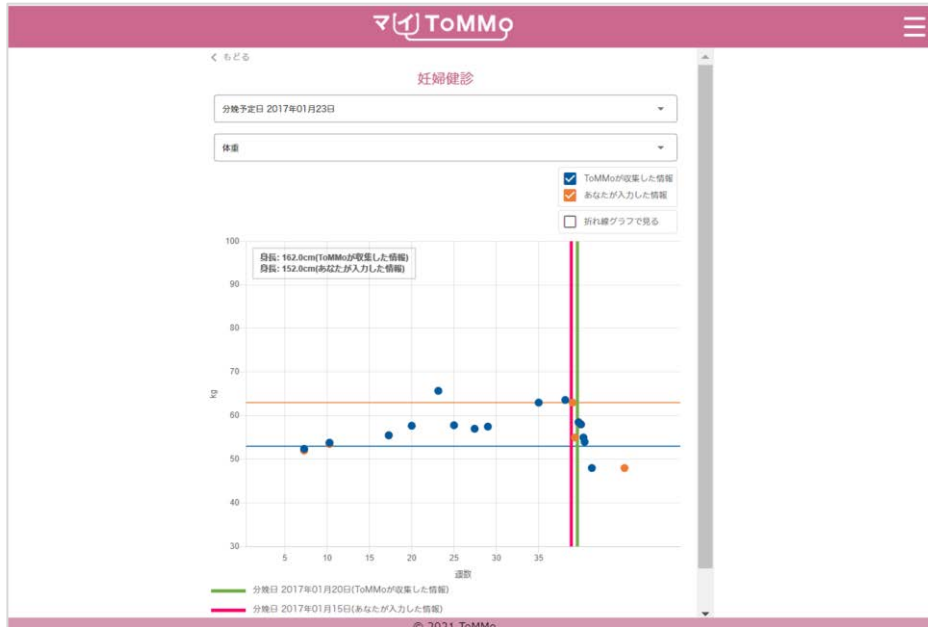 マイToMMo
もどる
妊婦健診
分娩予定日 2017年01月23日
体重
ToMMoが収集した情報
あなたが入力した情報
折れ線グラフで見る
身長: 162.0cm(ToMMoが収集した情報)
身長: 152.0cm(あなたが入力した情報)
100
90
80
70
kg
60
50
40
30
5 10 15 20 25 30 35
週数
分娩日 2017年01月20日(ToMMoが収集した情報)
分娩日 2017年01月15日(あなたが入力した情報)
© 2021 ToMMo